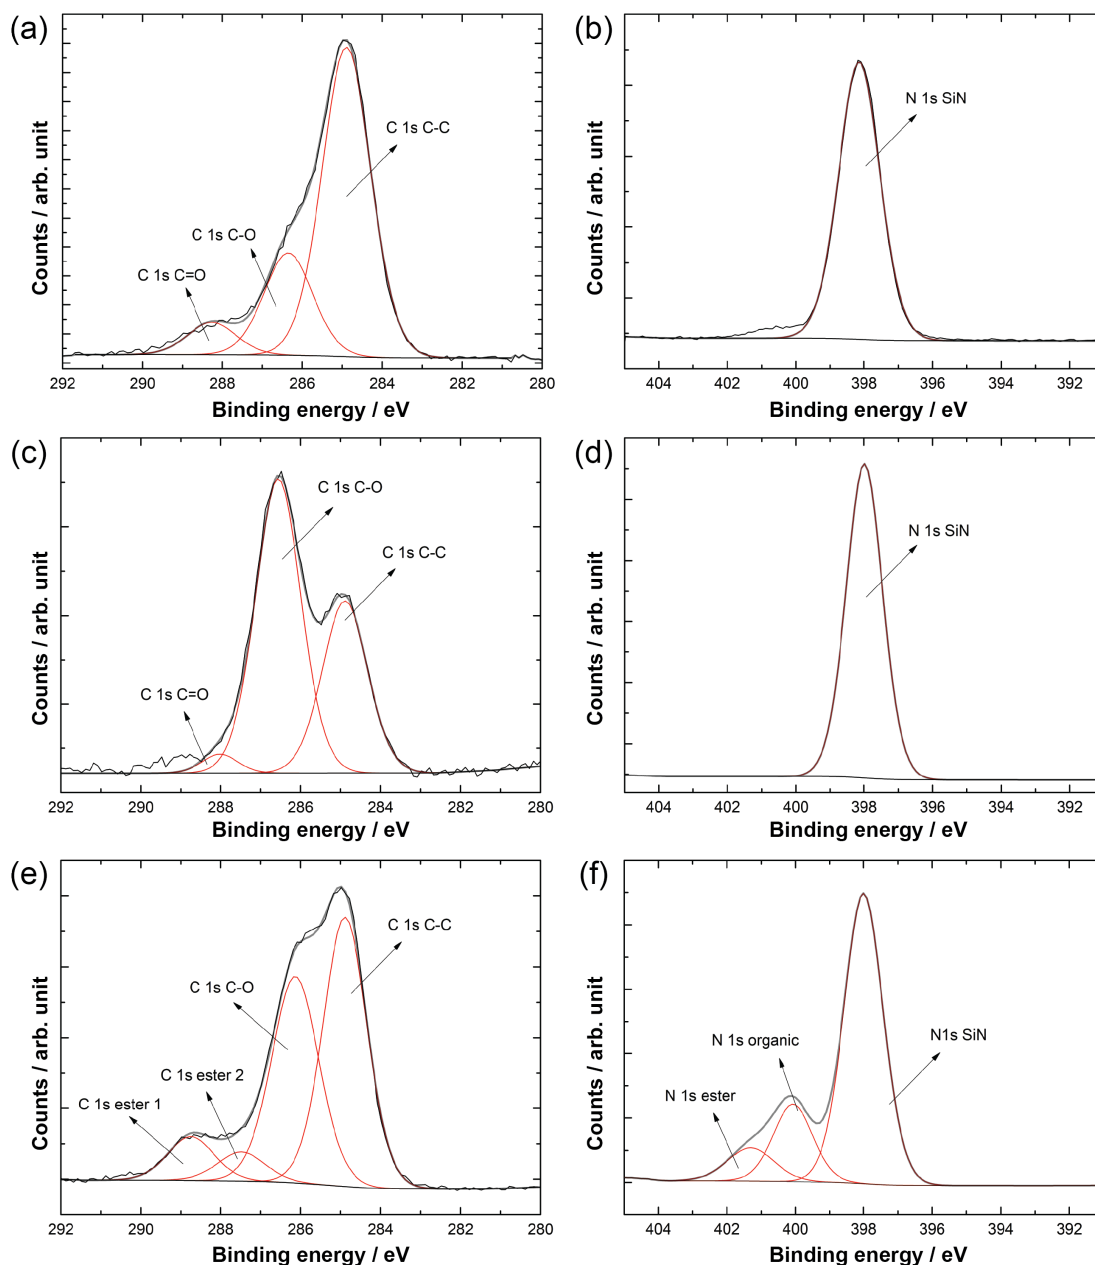 (a)
Counts / arb. unit
C 1s C-C
C 1s C-O
C 1s C=O
292 290 288 286 284 282 280
Binding energy / eV
(b)
Counts / arb. unit
N 1s SiN
404 402 400 398 396 394 392
Binding energy / eV
(c)
Counts / arb. unit
C 1s C-O
C 1s C-C
C 1s C=O
292 290 288 286 284 282 280
Binding energy / eV
(d)
Counts / arb. unit
N 1s SiN
404 402 400 398 396 394 392
Binding energy / eV
(e)
Counts / arb. unit
C 1s C-C
C 1s C-O
C 1s ester 2
C 1s ester 1
292 290 288 286 284 282 280
Binding energy / eV
(f)
Counts / arb. unit
N1s SiN
N 1s organic
N 1s ester
404 402 400 398 396 394 392
Binding energy / eV